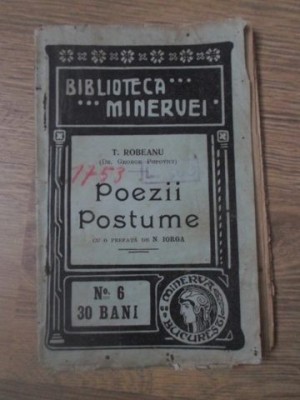 BIBLIOTECA
MINERVEI
T. ROBEANU
(Dr. George Popovici)
1753
Poezii
Postume
CU O PREFAȚĂ DE N. IORGA
No. 6
30 BANI
MINERVA
BUCUREȘTI